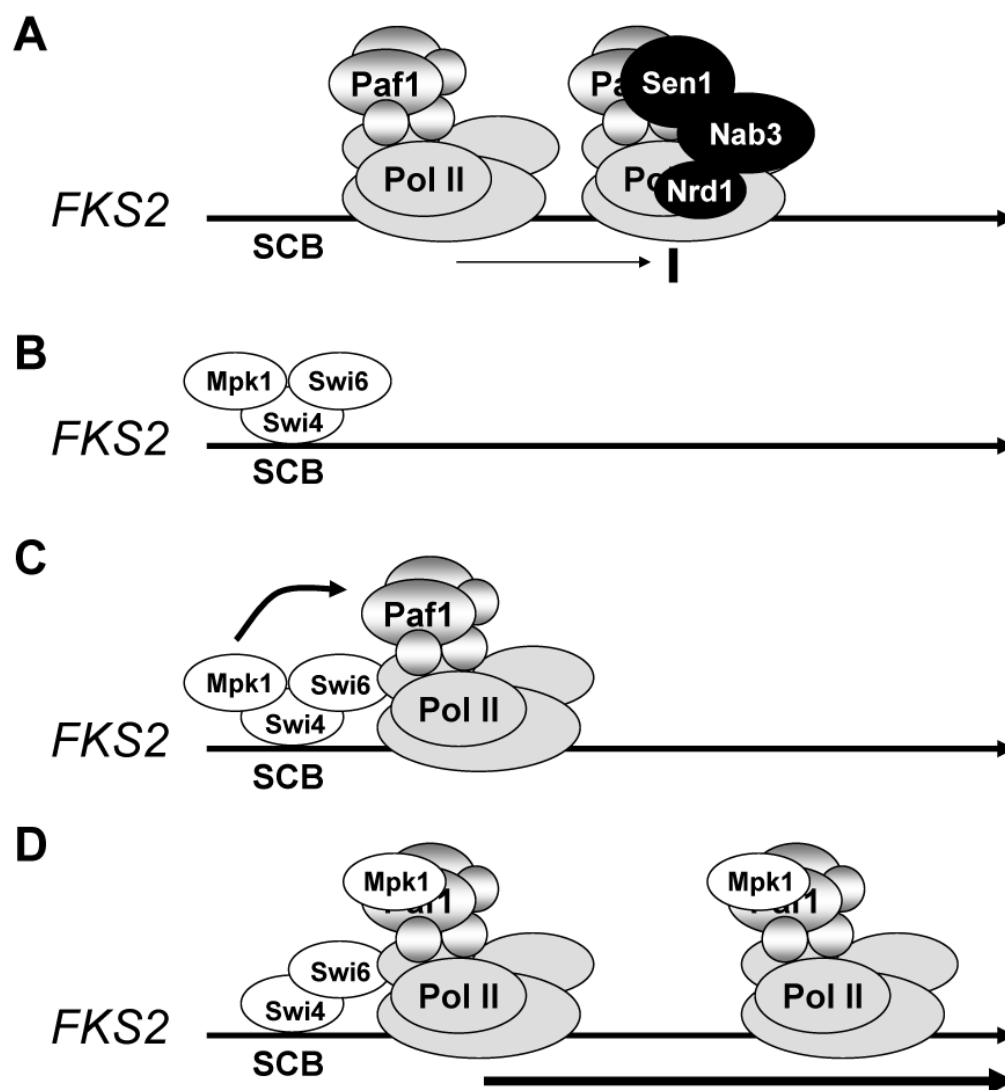 A
Paf1
Sen1
Nab3
Pol II
Nrd1
FKS2
SCB
B
Mpk1 Swi6
Swi4
FKS2
SCB
C
Paf1
Mpk1 Swi6
Swi4
Pol II
FKS2
SCB
D
Mpk1 Mpk1
Swi6
Swi4
Pol II Pol II
FKS2
SCB